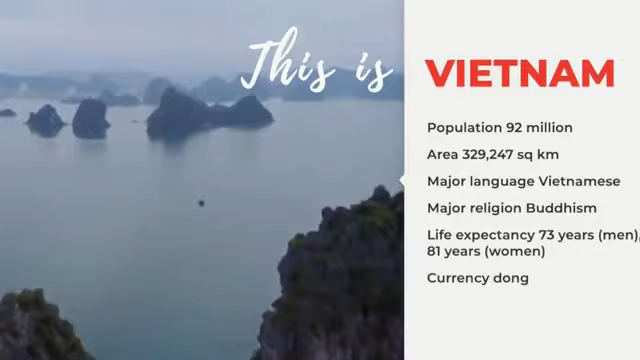 This is
VIETNAM
Population 92 million
Area 329,247 sq km
Major language Vietnamese
Major religion Buddhism
Life expectancy 73 years (men),
81 years (women)
Currency dong